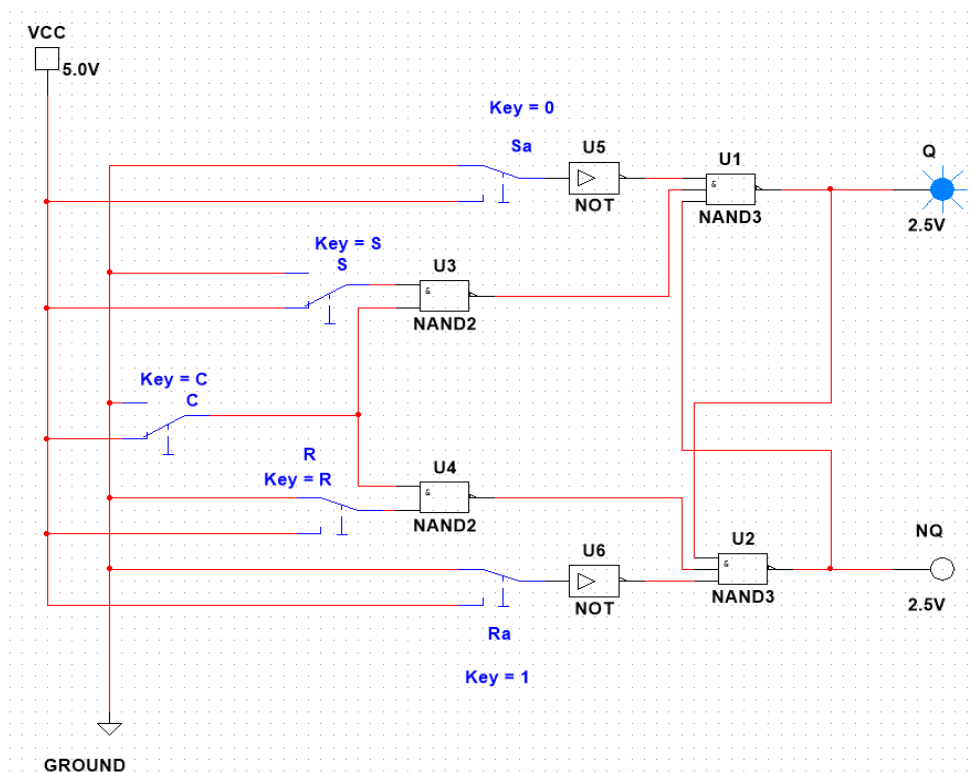 VCC
5.0V
Key = 0
Sa
U5
NOT
U1
&
NAND3
Q
2.5V
Key = S
S
U3
&
NAND2
Key = C
C
R
Key = R
U4
&
NAND2
U6
NOT
U2
&
NAND3
NQ
2.5V
Ra
Key = 1
GROUND